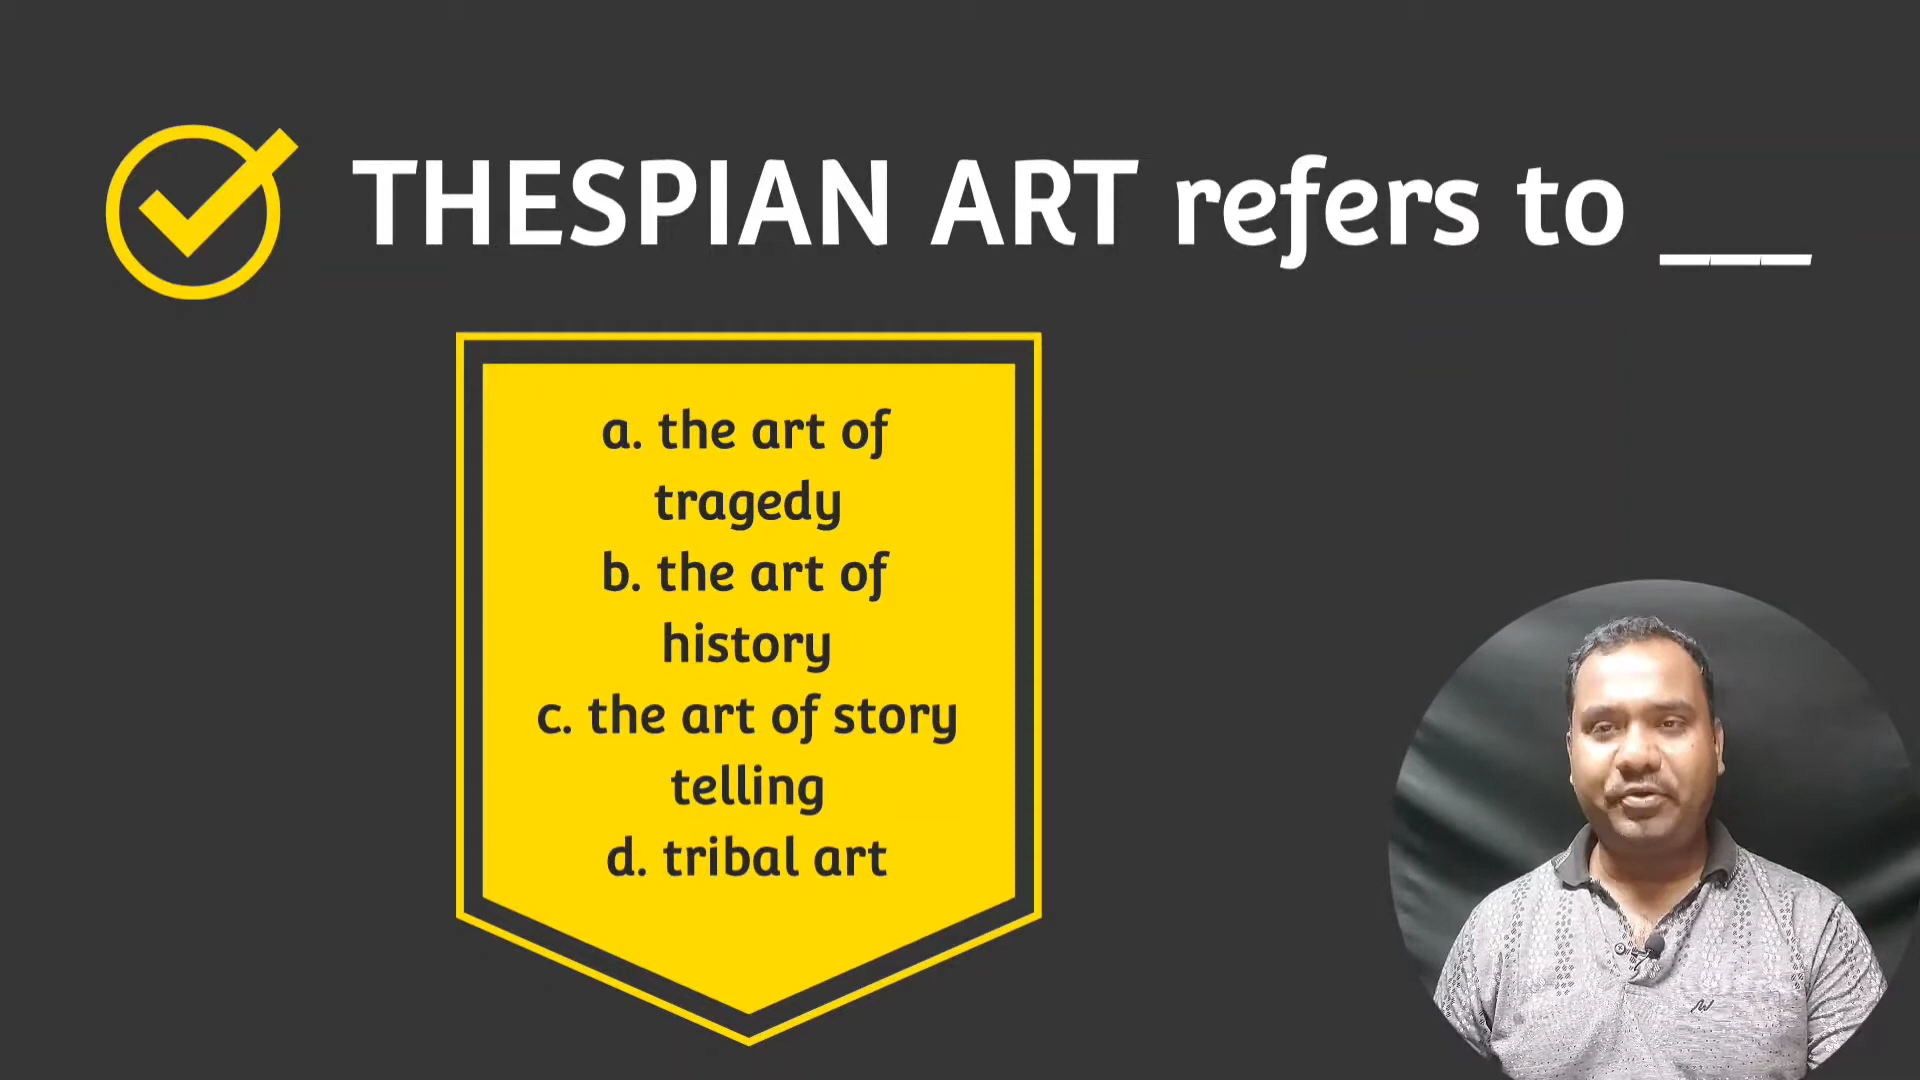 THESPIAN ART refers to ___
a. the art of
tragedy
b. the art of
history
c. the art of story
telling
d. tribal art